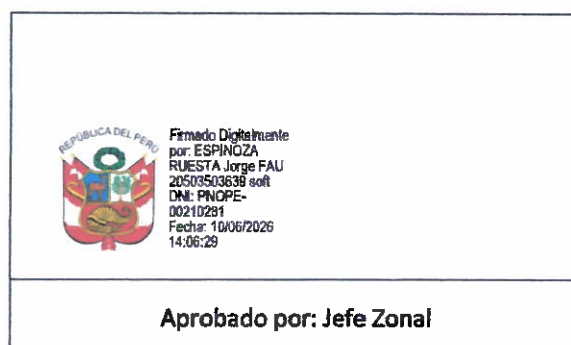 REPÚBLICA DEL PERÚ
Firmado Digitalmente
por: ESPINOZA
RUESTA Jorge FAU
20503503639 soft
DNI: PNOPE-
00210281
Fecha: 10/06/2026
14:06:29
Aprobado por: Jefe Zonal